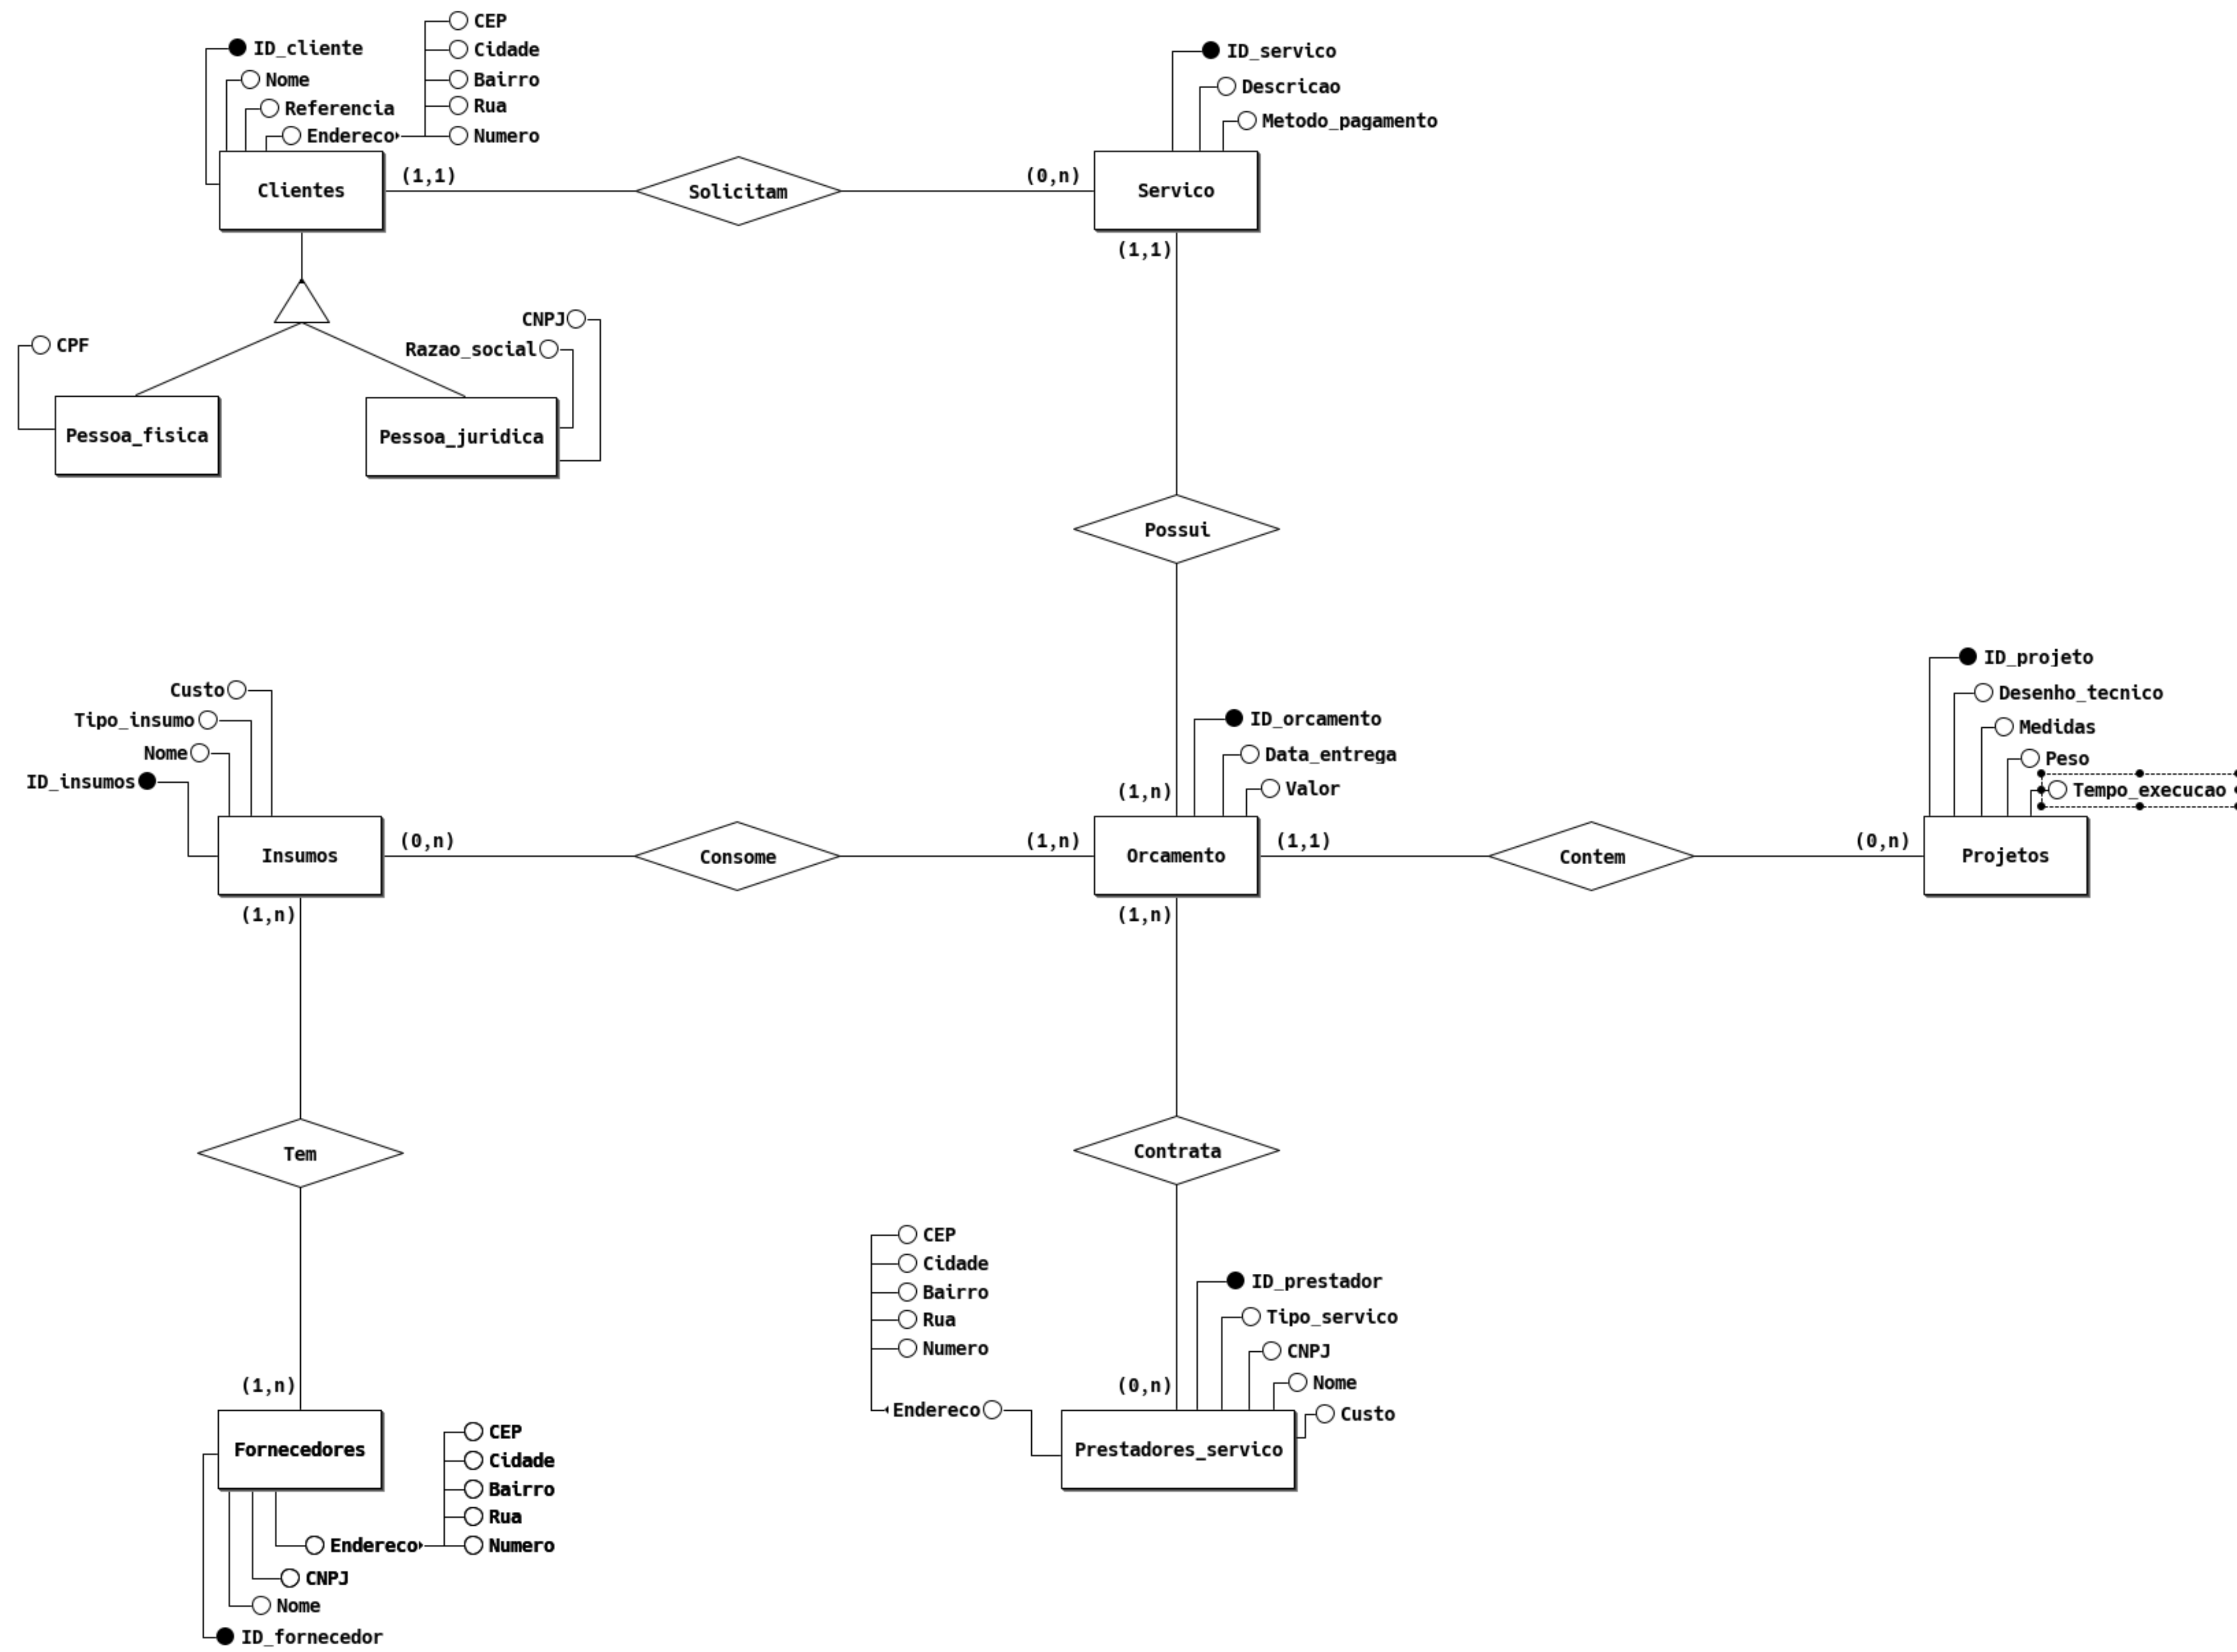 CEP
ID_cliente
Cidade
ID_servico
Nome
Bairro
Descricao
Referencia
Rua
Metodo_pagamento
Endereco
Numero
(1,1)
(0,n)
Clientes
Solicitam
Servico
(1,1)
CNPJ
CPF
Razao_social
Pessoa_fisica
Pessoa_juridica
Possui
ID_projeto
Custo
Desenho_tecnico
Tipo_insumo
ID_orcamento
Medidas
Nome
Data_entrega
Peso
ID_insumos
(1,n)
Valor
Tempo_execucao
(0,n)
(1,n)
(1,1)
(0,n)
Insumos
Consome
Orcamento
Contem
Projetos
(1,n)
(1,n)
Tem
Contrata
CEP
Cidade
ID_prestador
Bairro
Tipo_servico
Rua
Numero
CNPJ
(1,n)
(0,n)
Nome
Endereco
Custo
CEP
Fornecedores
Prestadores_servico
Cidade
Bairro
Rua
Endereco
Numero
CNPJ
Nome
ID_fornecedor